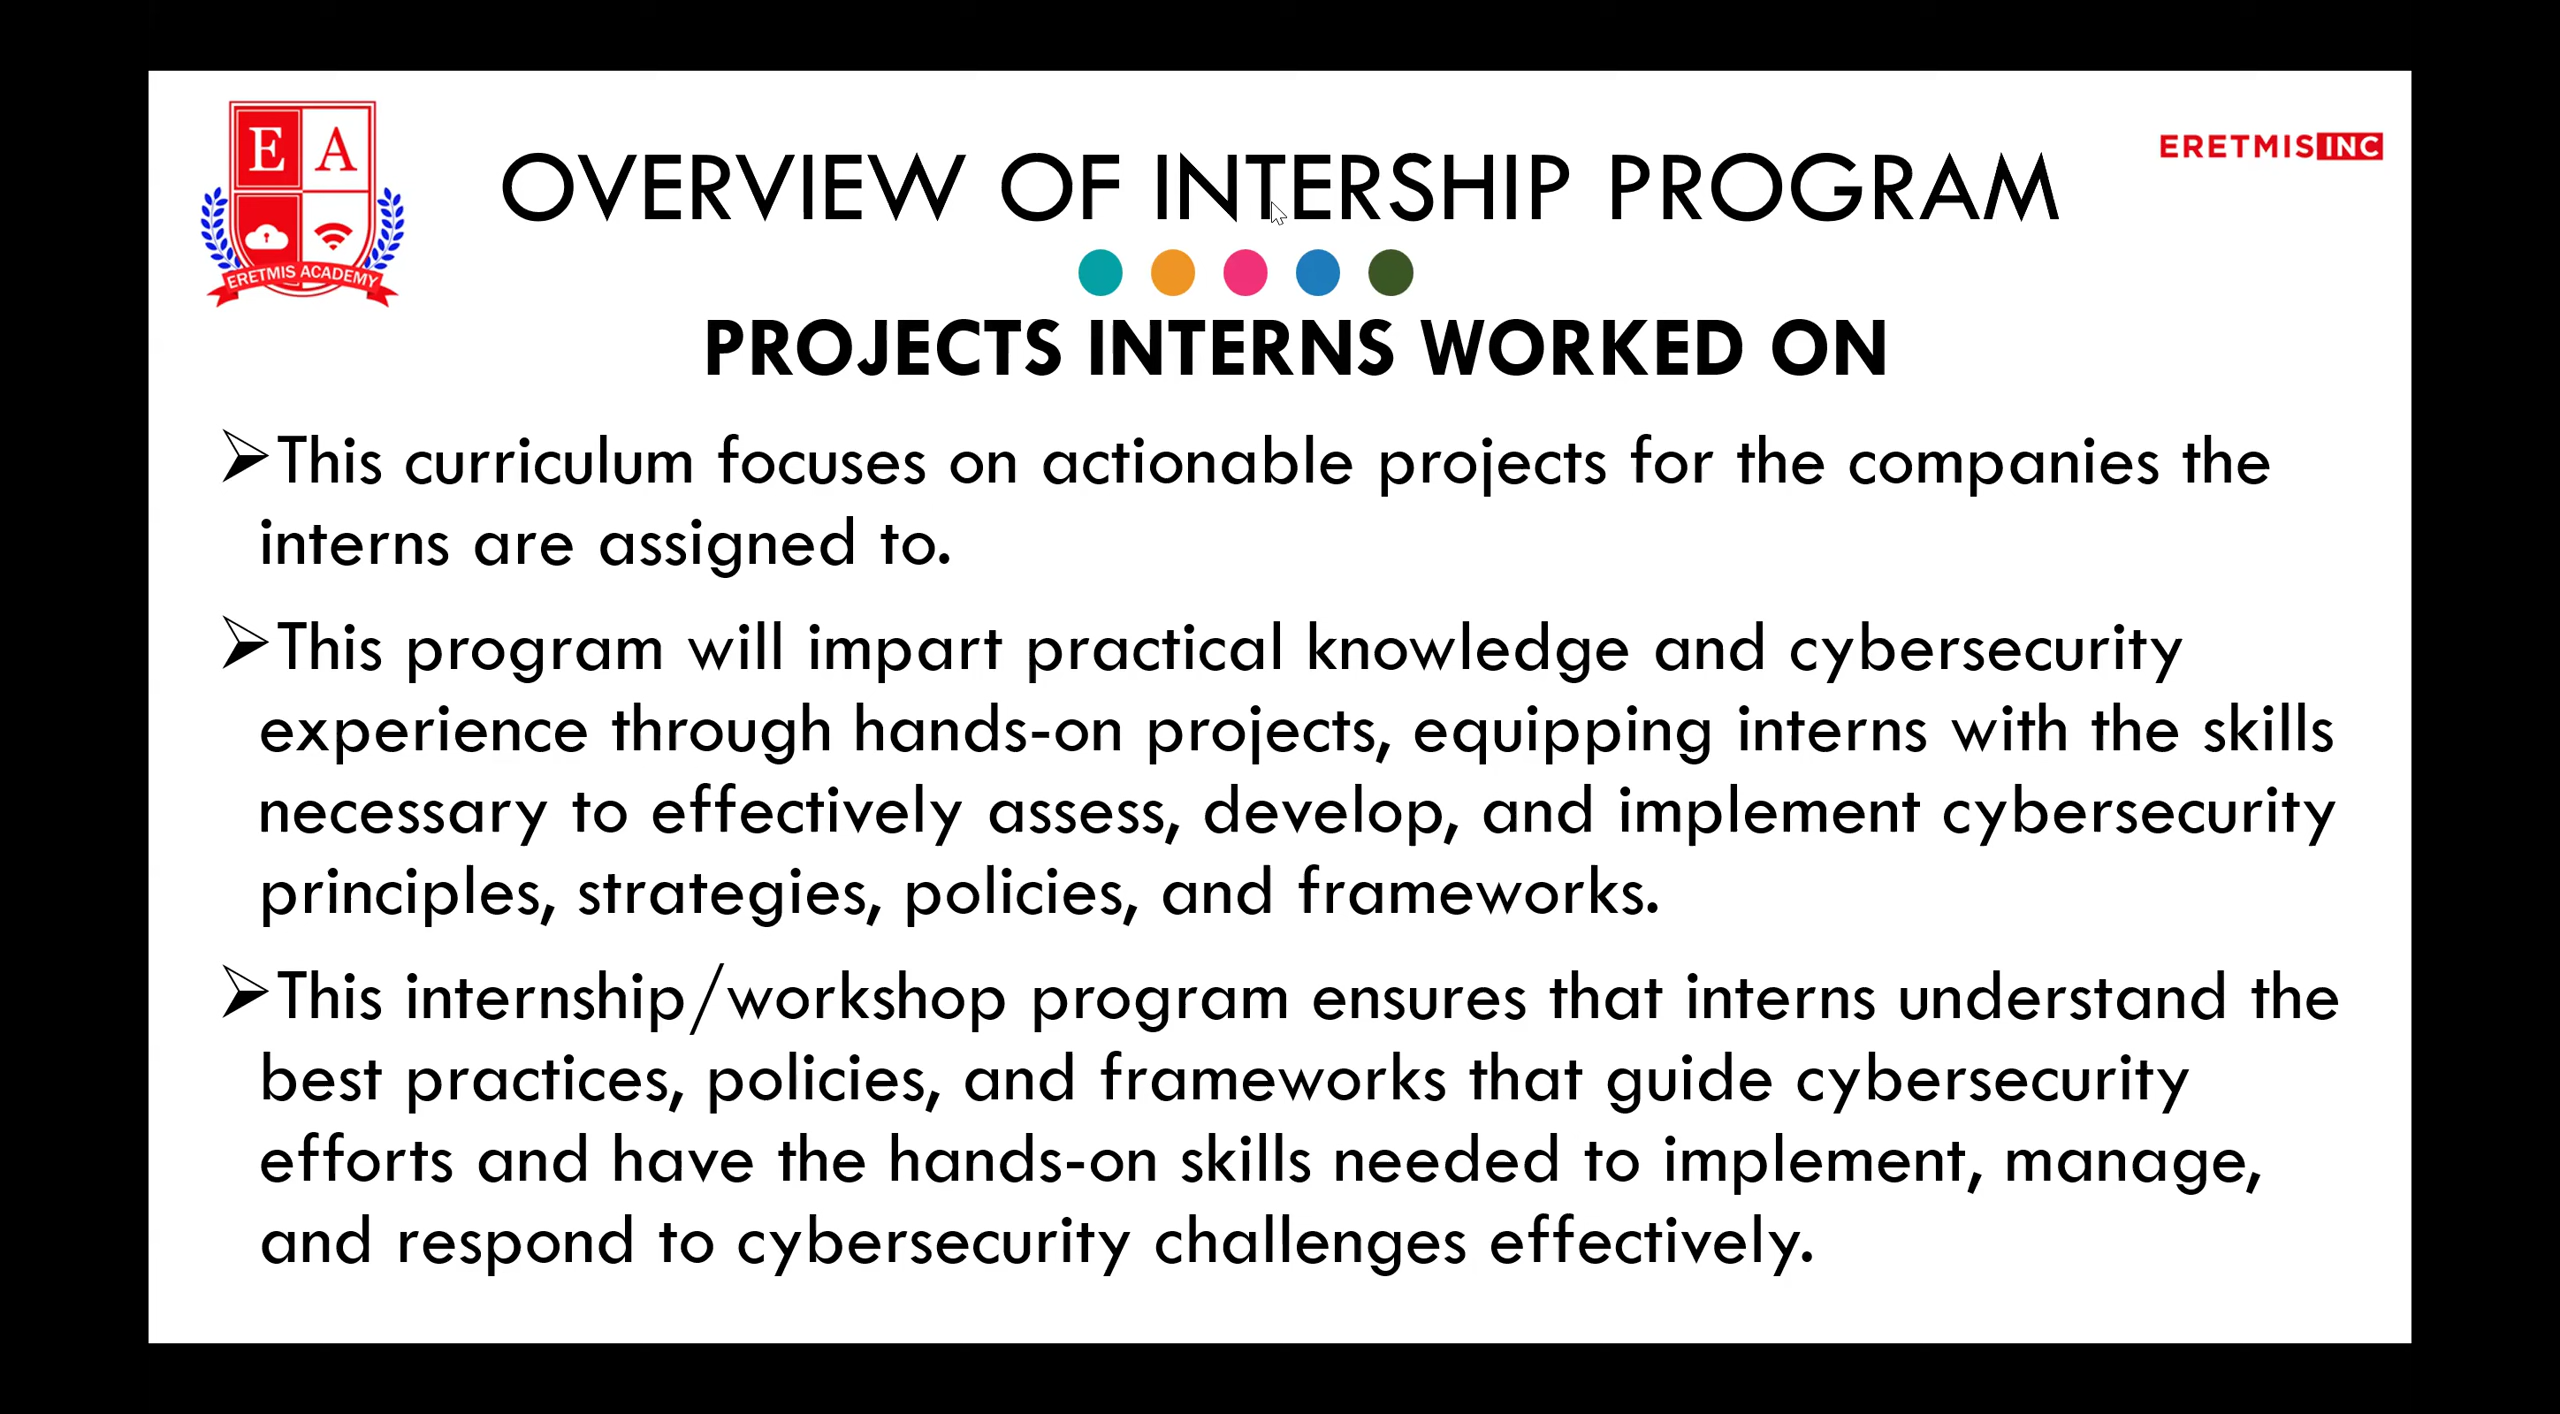 E A
ERETMIS ACADEMY
ERETMIS INC
OVERVIEW OF INTERSHIP PROGRAM
PROJECTS INTERNS WORKED ON
➢This curriculum focuses on actionable projects for the companies the
interns are assigned to.
➢This program will impart practical knowledge and cybersecurity
experience through hands-on projects, equipping interns with the skills
necessary to effectively assess, develop, and implement cybersecurity
principles, strategies, policies, and frameworks.
➢This internship/workshop program ensures that interns understand the
best practices, policies, and frameworks that guide cybersecurity
efforts and have the hands-on skills needed to implement, manage,
and respond to cybersecurity challenges effectively.